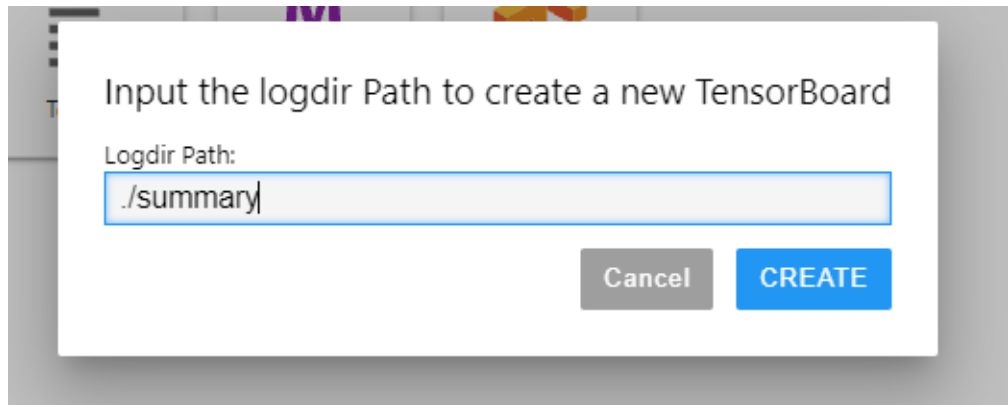 Input the logdir Path to create a new TensorBoard
Logdir Path:
./summary
Cancel
CREATE